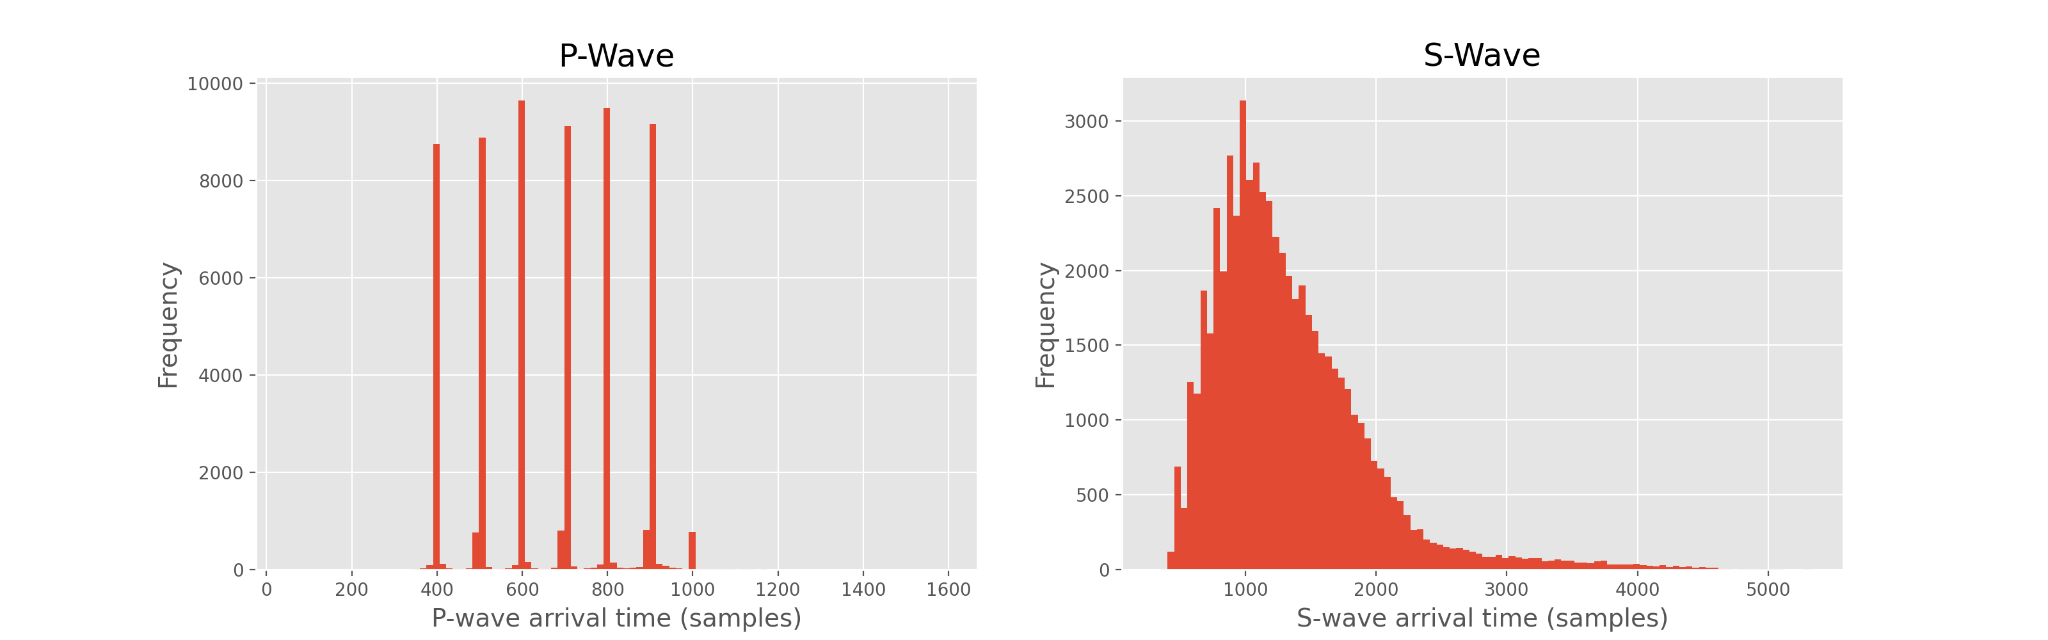 P-Wave
10000
8000
6000
4000
2000
0
Frequency
0 200 400 600 800 1000 1200 1400 1600
P-wave arrival time (samples)
S-Wave
3000
2500
2000
1500
1000
500
0
Frequency
1000 2000 3000 4000 5000
S-wave arrival time (samples)